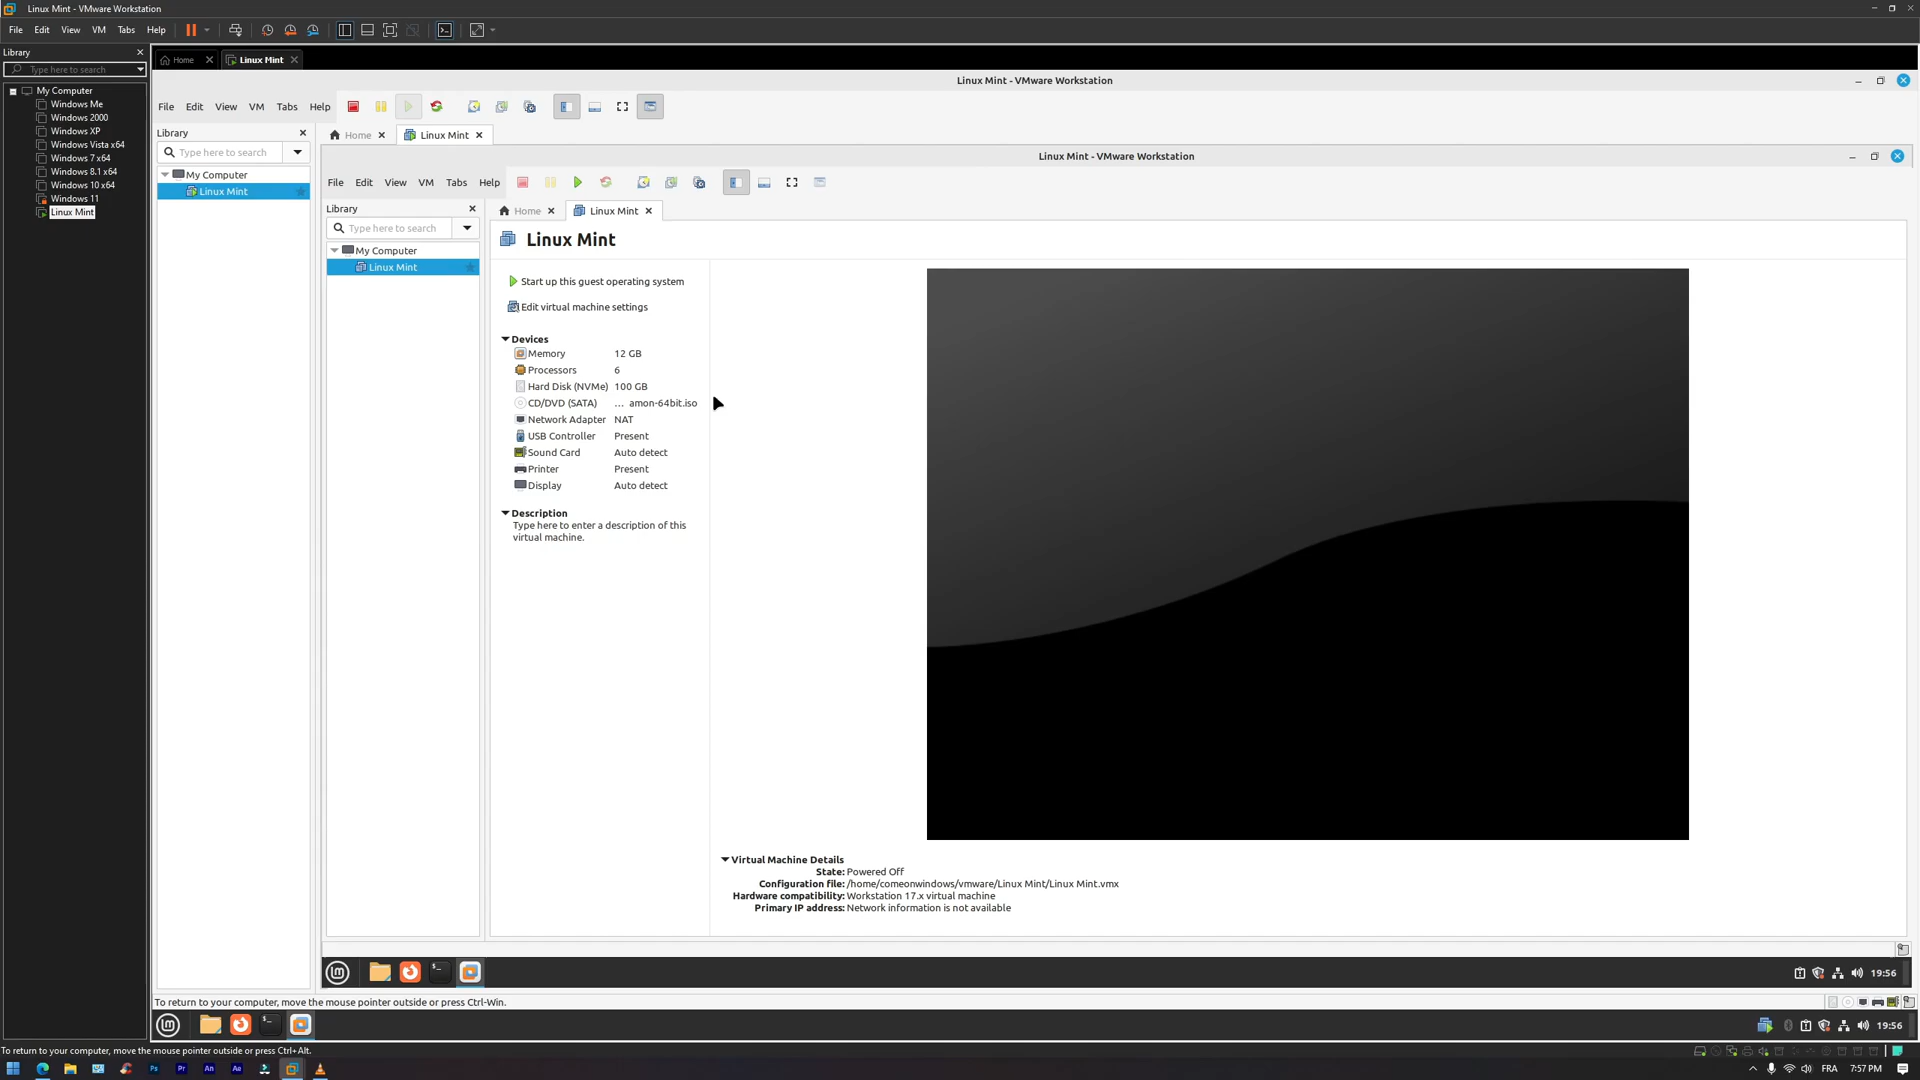 Linux Mint - VMware Workstation
File Edit View VM Tabs Help
Library
Type here to search
My Computer
Windows Me
Windows 2000
Windows XP
Windows Vista x64
Windows 7 x64
Windows 8.1 x64
Windows 10 x64
Windows 11
Linux Mint
Home Linux Mint
Linux Mint - VMware Workstation
File Edit View VM Tabs Help
Library
Type here to search
My Computer
Linux Mint
Home Linux Mint
Linux Mint - VMware Workstation
File Edit View VM Tabs Help
Library
Type here to search
My Computer
Linux Mint
Home Linux Mint
Linux Mint
Start up this guest operating system
Edit virtual machine settings
Devices
Memory 12 GB
Processors 6
Hard Disk (NVMe) 100 GB
CD/DVD (SATA) ... amon-64bit.iso
Network Adapter NAT
USB Controller Present
Sound Card Auto detect
Printer Present
Display Auto detect
Description
Type here to enter a description of this
virtual machine.
Virtual Machine Details
State: Powered Off
Configuration file: /home/comeonwindows/vmware/Linux Mint/Linux Mint.vmx
Hardware compatibility: Workstation 17.x virtual machine
Primary IP address: Network information is not available
19:56
To return to your computer, move the mouse pointer outside or press Ctrl-Win.
19:56
To return to your computer, move the mouse pointer outside or press Ctrl+Alt.
Ps Pr An Ae
FRA 7:57 PM